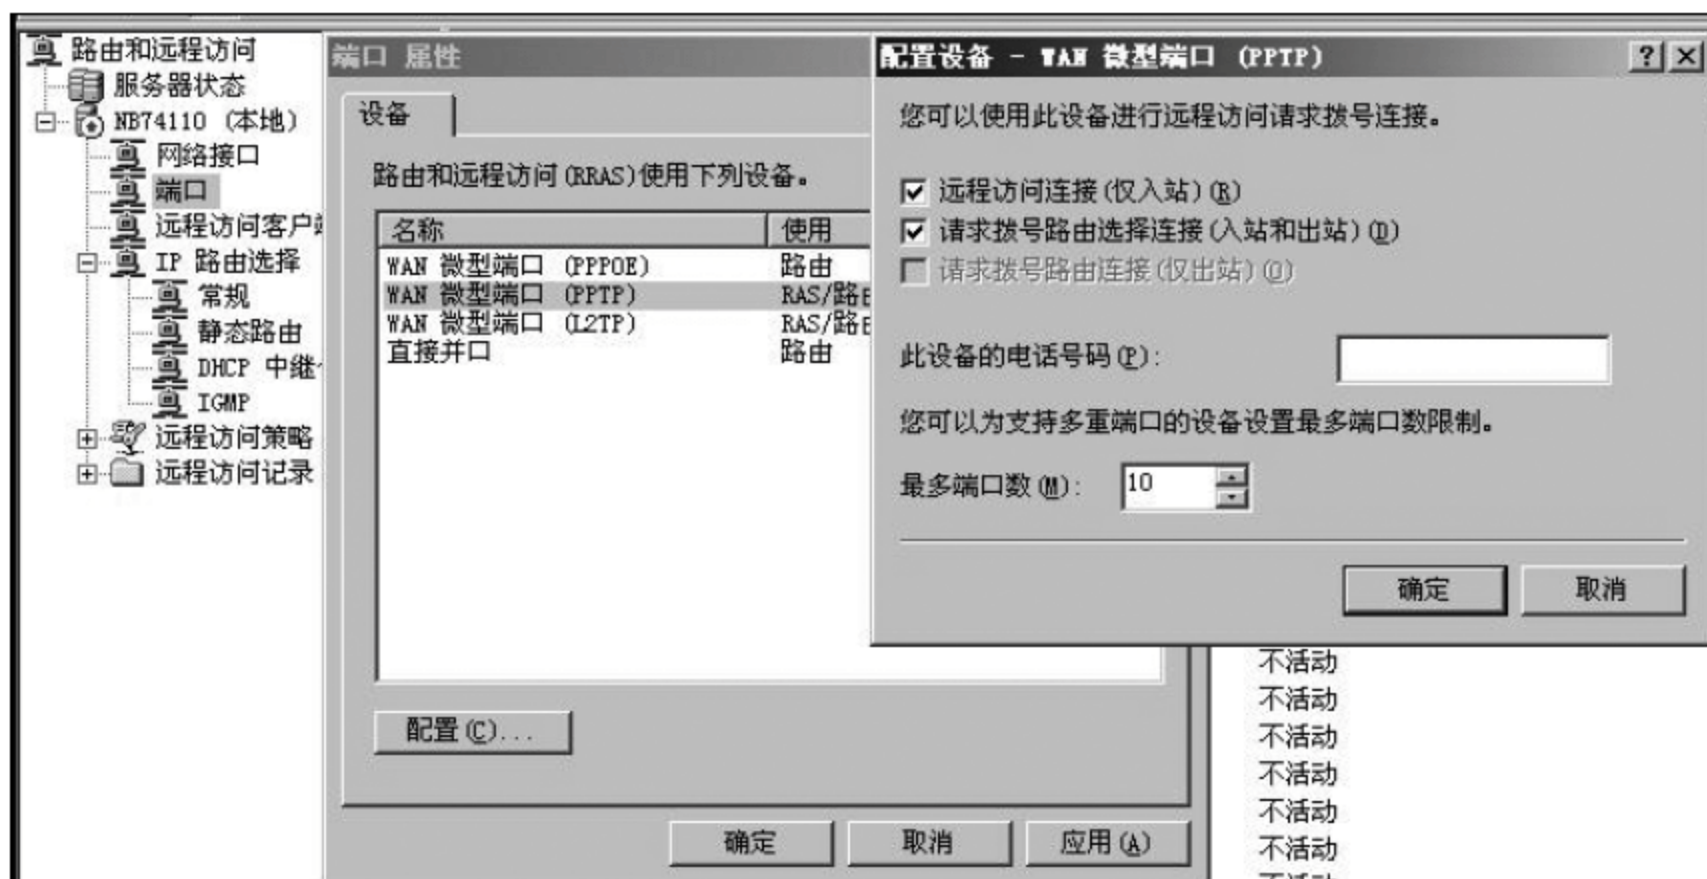 路由和远程访问
服务器状态
NB74110 (本地)
网络接口
端口
远程访问客户
IP 路由选择
常规
静态路由
DHCP 中继
IGMP
远程访问策略
远程访问记录
端口 属性
设备
路由和远程访问(RRAS)使用下列设备。
名称 使用
WAN 微型端口 (PPPOE) 路由
WAN 微型端口 (PPTP) RAS/路
WAN 微型端口 (L2TP) RAS/路
直接并口 路由
配置(C)...
确定 取消 应用(A)
配置设备 - WAN 微型端口 (PPTP)
您可以使用此设备进行远程访问请求拨号连接。
远程访问连接(仅入站)(R)
请求拨号路由选择连接(入站和出站)(D)
请求拨号路由连接(仅出站)(O)
此设备的电话号码(P):
您可以为支持多重端口的设备设置最多端口数限制。
最多端口数(M): 10
确定 取消
不活动
不活动
不活动
不活动
不活动
不活动